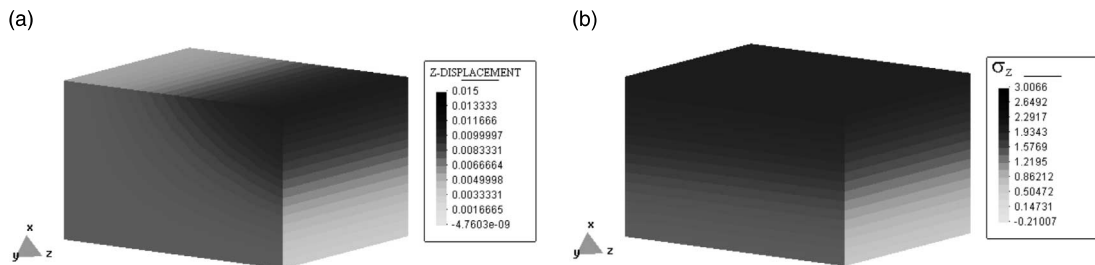 (a)
Z-DISPLACEMENT
0.015
0.013333
0.011666
0.0099997
0.0083331
0.0066664
0.0049998
0.0033331
0.0016665
-4.7603e-09
x
y z
(b)
σz
3.0066
2.6492
2.2917
1.9343
1.5769
1.2195
0.86212
0.50472
0.14731
-0.21007
x
y z